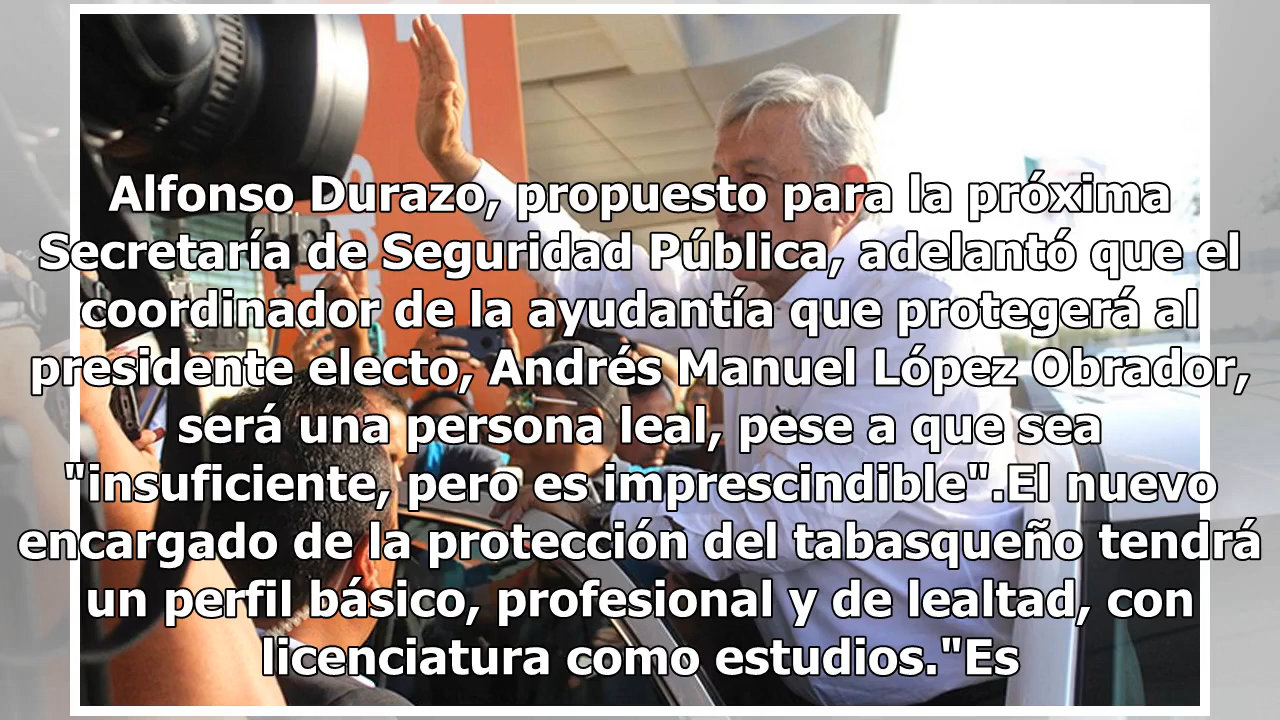 Alfonso Durazo, propuesto para la próxima
Secretaría de Seguridad Pública, adelantó que el
coordinador de la ayudantía que protegerá al
presidente electo, Andrés Manuel López Obrador,
será una persona leal, pese a que sea
"insuficiente, pero es imprescindible".El nuevo
encargado de la protección del tabasqueño tendrá
un perfil básico, profesional y de lealtad, con
licenciatura como estudios."Es